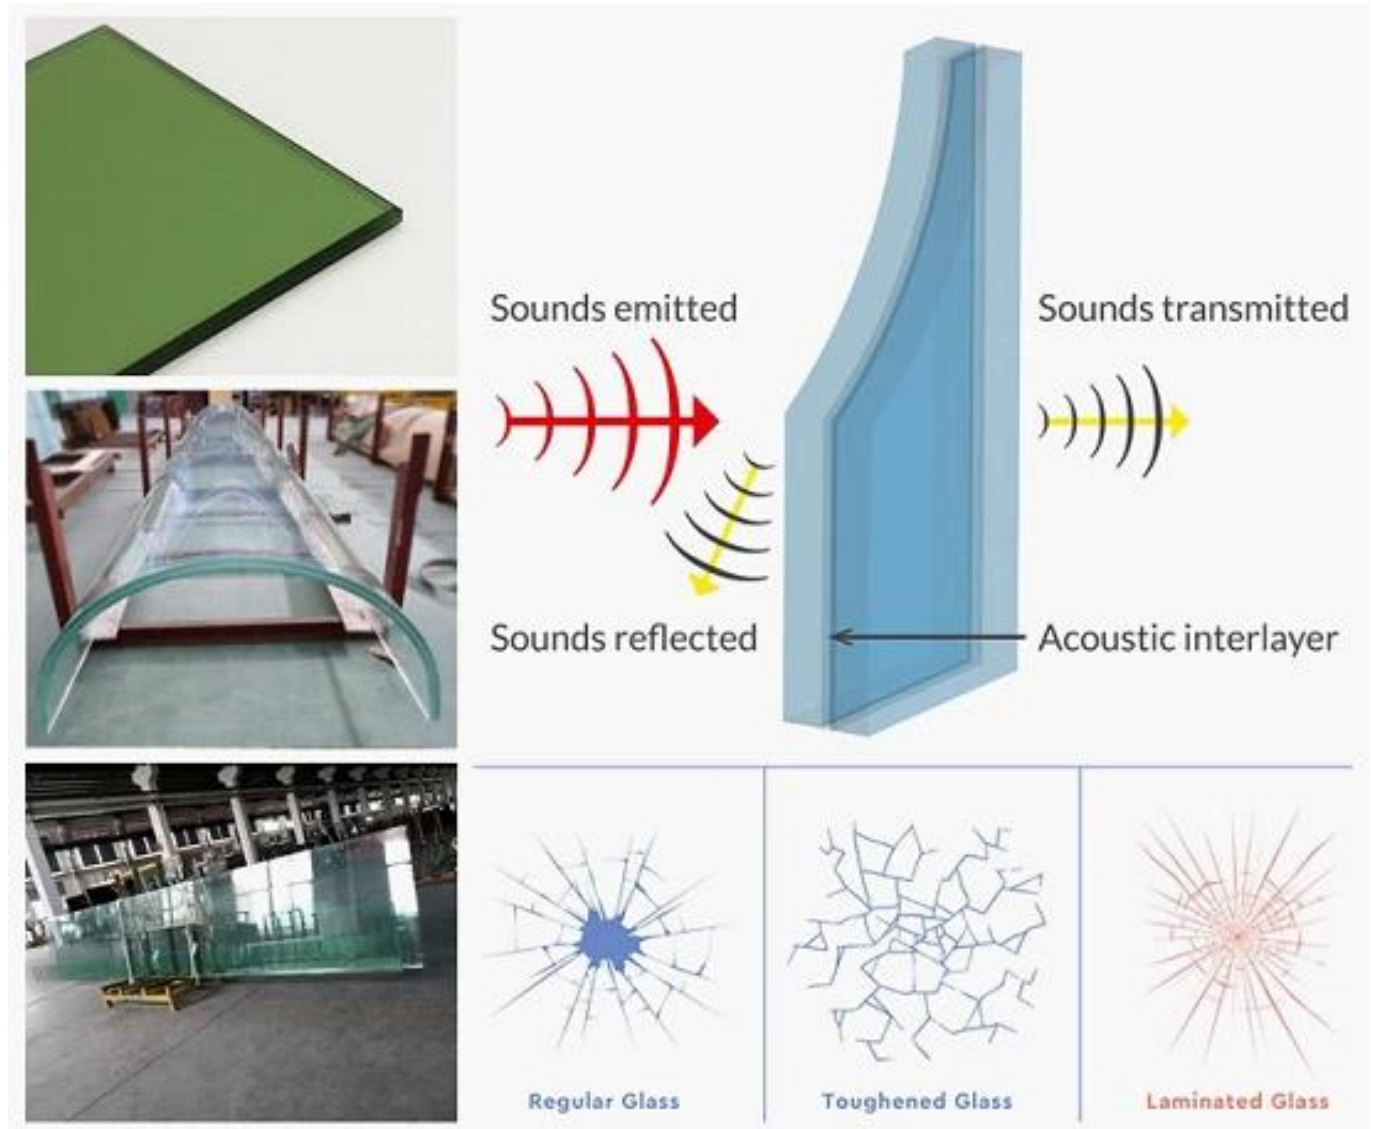 Sounds emitted
Sounds transmitted
Sounds reflected
Acoustic interlayer
Regular Glass
Toughened Glass
Laminated Glass